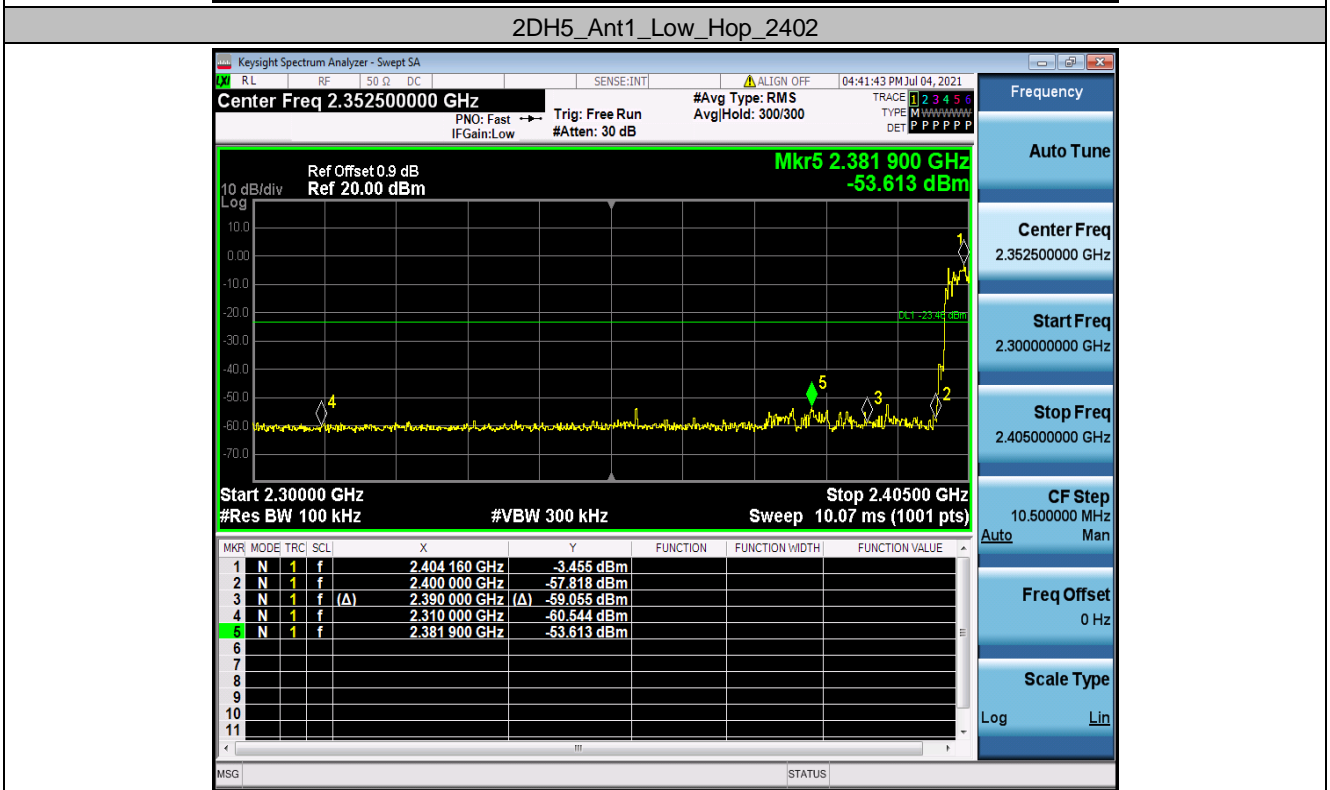 2DH5_Ant1_Low_Hop_2402
Keysight Spectrum Analyzer - Swept SA
LXI RL RF 50 Ω DC SENSE:INT ALIGN OFF 04:41:43 PM Jul 04, 2021
Center Freq 2.352500000 GHz
PNO: Fast
IFGain:Low
Trig: Free Run
#Atten: 30 dB
#Avg Type: RMS
Avg|Hold: 300/300
TRACE 1 2 3 4 5 6
TYPE M W W W W W
DET P P P P P P
Ref Offset 0.9 dB
10 dB/div Ref 20.00 dBm
Log
Mkr5 2.381 900 GHz
-53.613 dBm
10.0
0.00
-10.0
-20.0
-30.0
-40.0
-50.0
-60.0
-70.0
1
DL1 -23.46 dBm
4
5
3
2
Start 2.30000 GHz Stop 2.40500 GHz
#Res BW 100 kHz #VBW 300 kHz Sweep 10.07 ms (1001 pts)
MKR MODE TRC SCL X Y FUNCTION FUNCTION WIDTH FUNCTION VALUE
1 N 1 f 2.404 160 GHz -3.455 dBm
2 N 1 f 2.400 000 GHz -57.818 dBm
3 N 1 f (Δ) 2.390 000 GHz (Δ) -59.055 dBm
4 N 1 f 2.310 000 GHz -60.544 dBm
5 N 1 f 2.381 900 GHz -53.613 dBm
6
7
8
9
10
11
MSG STATUS
Frequency
Auto Tune
Center Freq
2.352500000 GHz
Start Freq
2.300000000 GHz
Stop Freq
2.405000000 GHz
CF Step
10.500000 MHz
Auto Man
Freq Offset
0 Hz
Scale Type
Log Lin